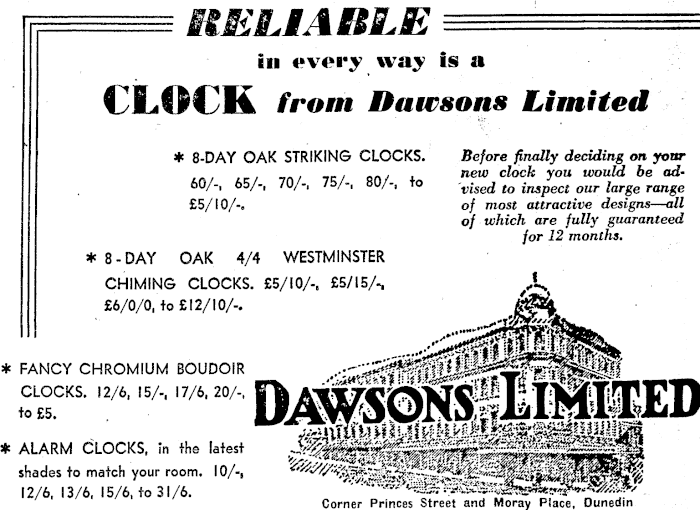 RELIABLE
in every way is a
CLOCK from Dawsons Limited
* 8-DAY OAK STRIKING CLOCKS.
60/-, 65/-, 70/-, 75/-, 80/-, to
£5/10/-.
Before finally deciding on your
new clock you would be ad-
vised to inspect our large range
of most attractive designs—all
of which are fully guaranteed
for 12 months.
* 8-DAY OAK 4/4 WESTMINSTER
CHIMING CLOCKS. £5/10/-, £5/15/-,
£6/0/0, to £12/10/-.
* FANCY CHROMIUM BOUDOIR
CLOCKS. 12/6, 15/-, 17/6, 20/-,
to £5.
* ALARM CLOCKS, in the latest
shades to match your room. 10/-,
12/6, 13/6, 15/6, to 31/6.
DAWSONS LIMITED
Corner Princes Street and Moray Place, Dunedin